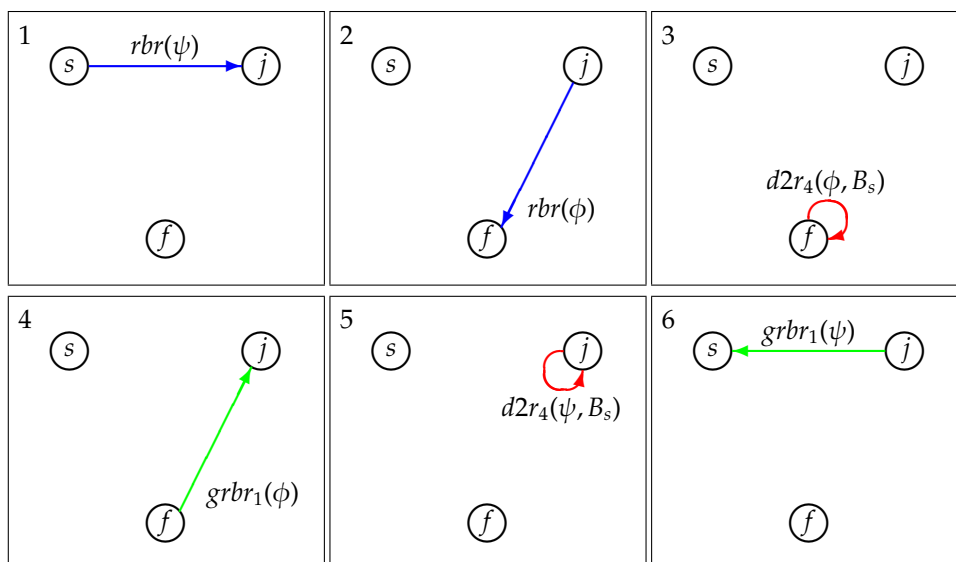 1
rbr(ψ)
s
j
f
2
s
j
rbr(ϕ)
f
3
s
j
d2r₄(ϕ, Bₛ)
f
4
s
j
grbr₁(ϕ)
f
5
s
j
d2r₄(ψ, Bₛ)
f
6
grbr₁(ψ)
s
j
f